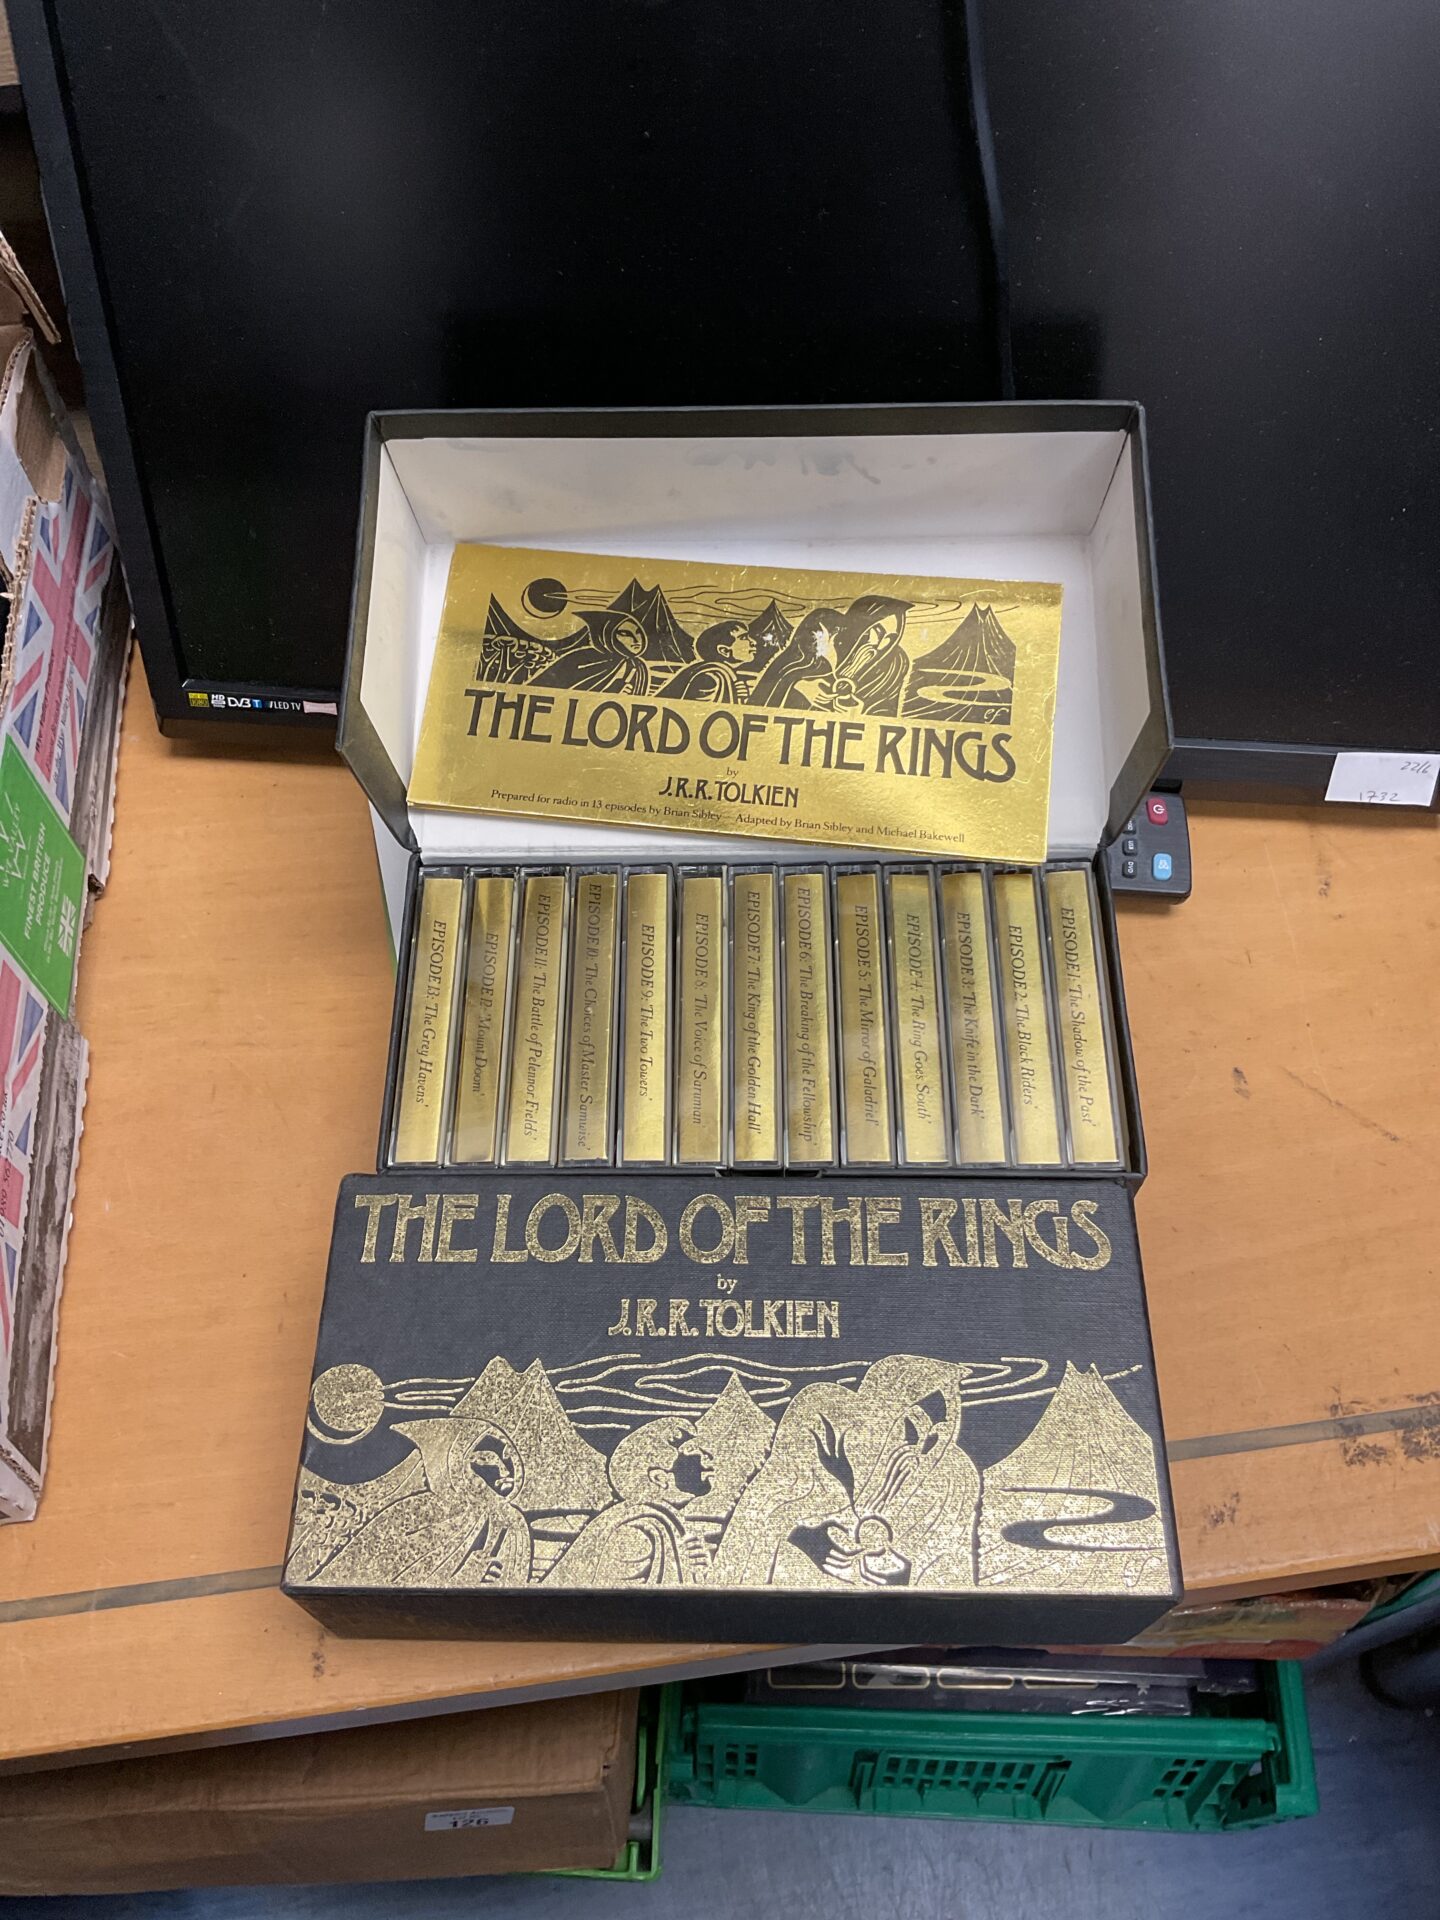 HD
DVB T
LED TV
22/6
1732
THE LORD OF THE RINGS
by
J.R.R. TOLKIEN
Prepared for radio in 13 episodes by Brian Sibley – Adapted by Brian Sibley and Michael Bakewell
EPISODE 13: 'The Grey Havens'
EPISODE 12: 'Mount Doom'
EPISODE 11: 'The Battle of Pelennor Fields'
EPISODE 10: 'The Choices of Master Samwise'
EPISODE 9: 'The Two Towers'
EPISODE 8: 'The Voice of Saruman
EPISODE 7: 'The King of the Golden Hall'
EPISODE 6: 'The Breaking of the Fellowship'
EPISODE 5: 'The Mirror of Galadriel'
EPISODE 4: 'The Ring Goes South'
EPISODE 3: 'The Knife in the Dark'
EPISODE 2: 'The Black Riders'
EPISODE 1: 'The Shadow of the Past'
FINEST BRITISH
PRODUCE
THE LORD OF THE RINGS
by
J.R.R. TOLKIEN
126